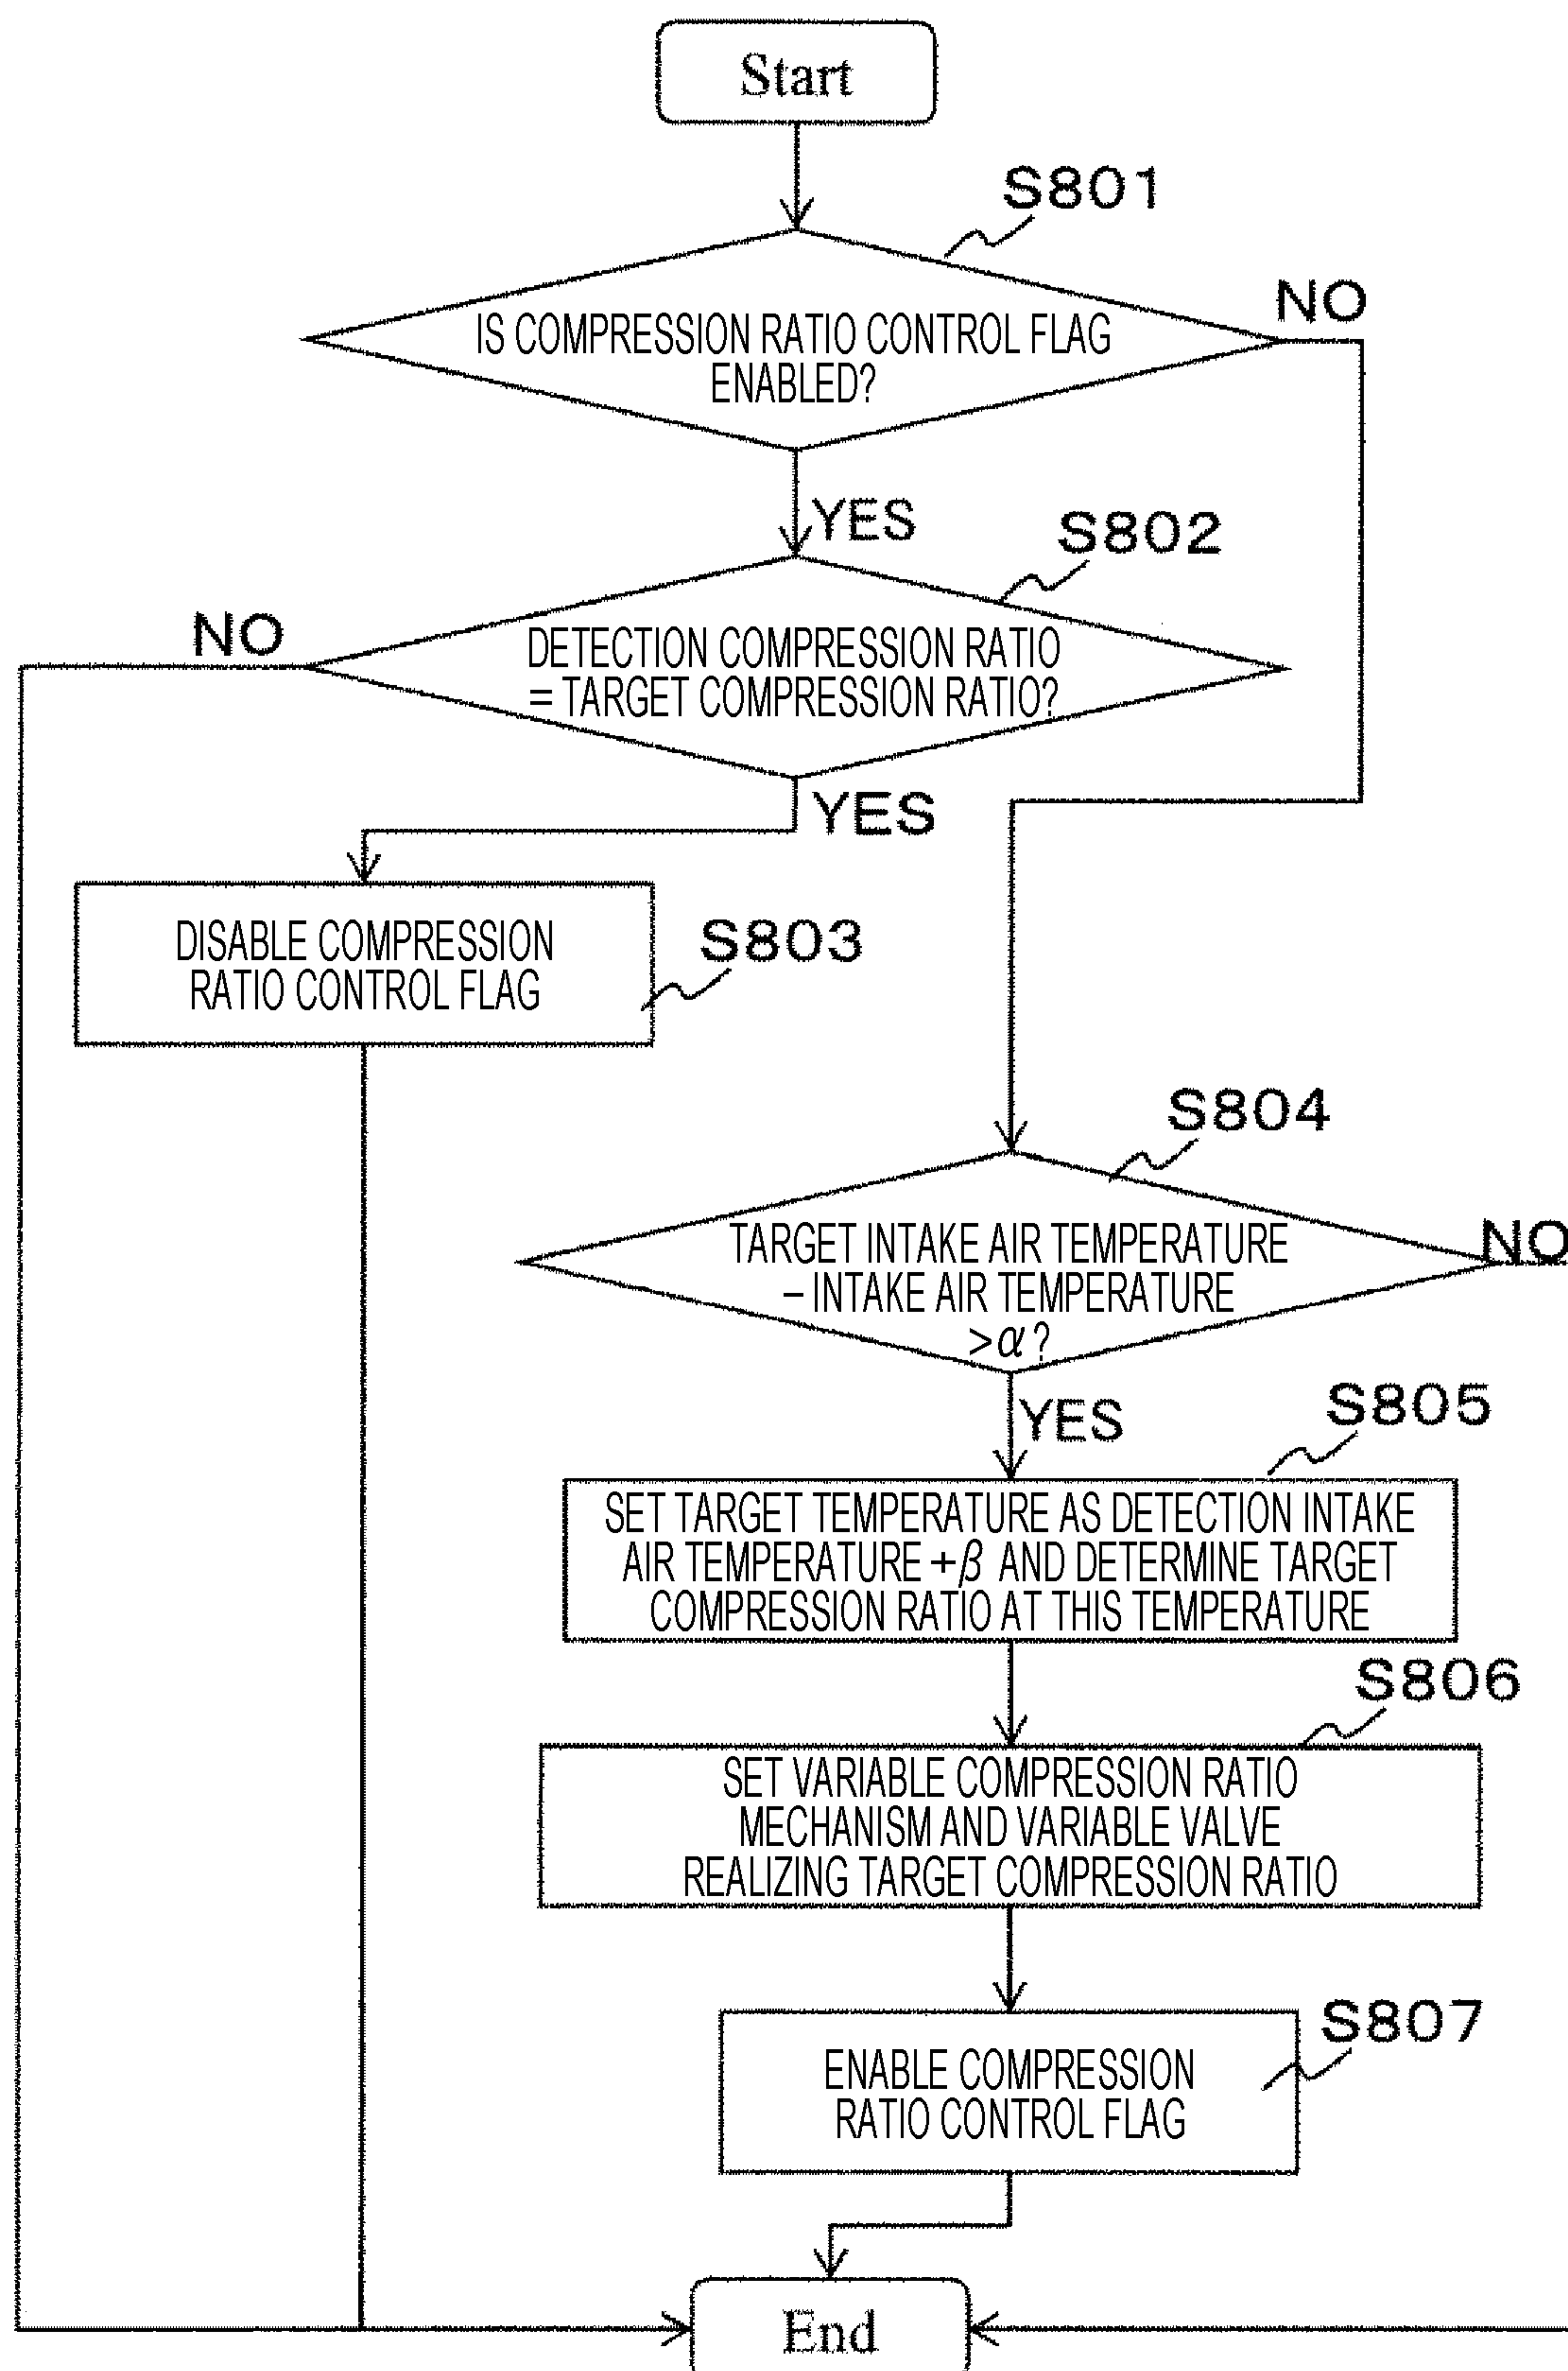 Start
S801
IS COMPRESSION RATIO CONTROL FLAG
ENABLED?
NO
YES
S802
NO
DETECTION COMPRESSION RATIO
= TARGET COMPRESSION RATIO?
YES
DISABLE COMPRESSION
RATIO CONTROL FLAG
S803
S804
TARGET INTAKE AIR TEMPERATURE
– INTAKE AIR TEMPERATURE
>α?
NO
YES
S805
SET TARGET TEMPERATURE AS DETECTION INTAKE
AIR TEMPERATURE +β AND DETERMINE TARGET
COMPRESSION RATIO AT THIS TEMPERATURE
S806
SET VARIABLE COMPRESSION RATIO
MECHANISM AND VARIABLE VALVE
REALIZING TARGET COMPRESSION RATIO
S807
ENABLE COMPRESSION
RATIO CONTROL FLAG
End